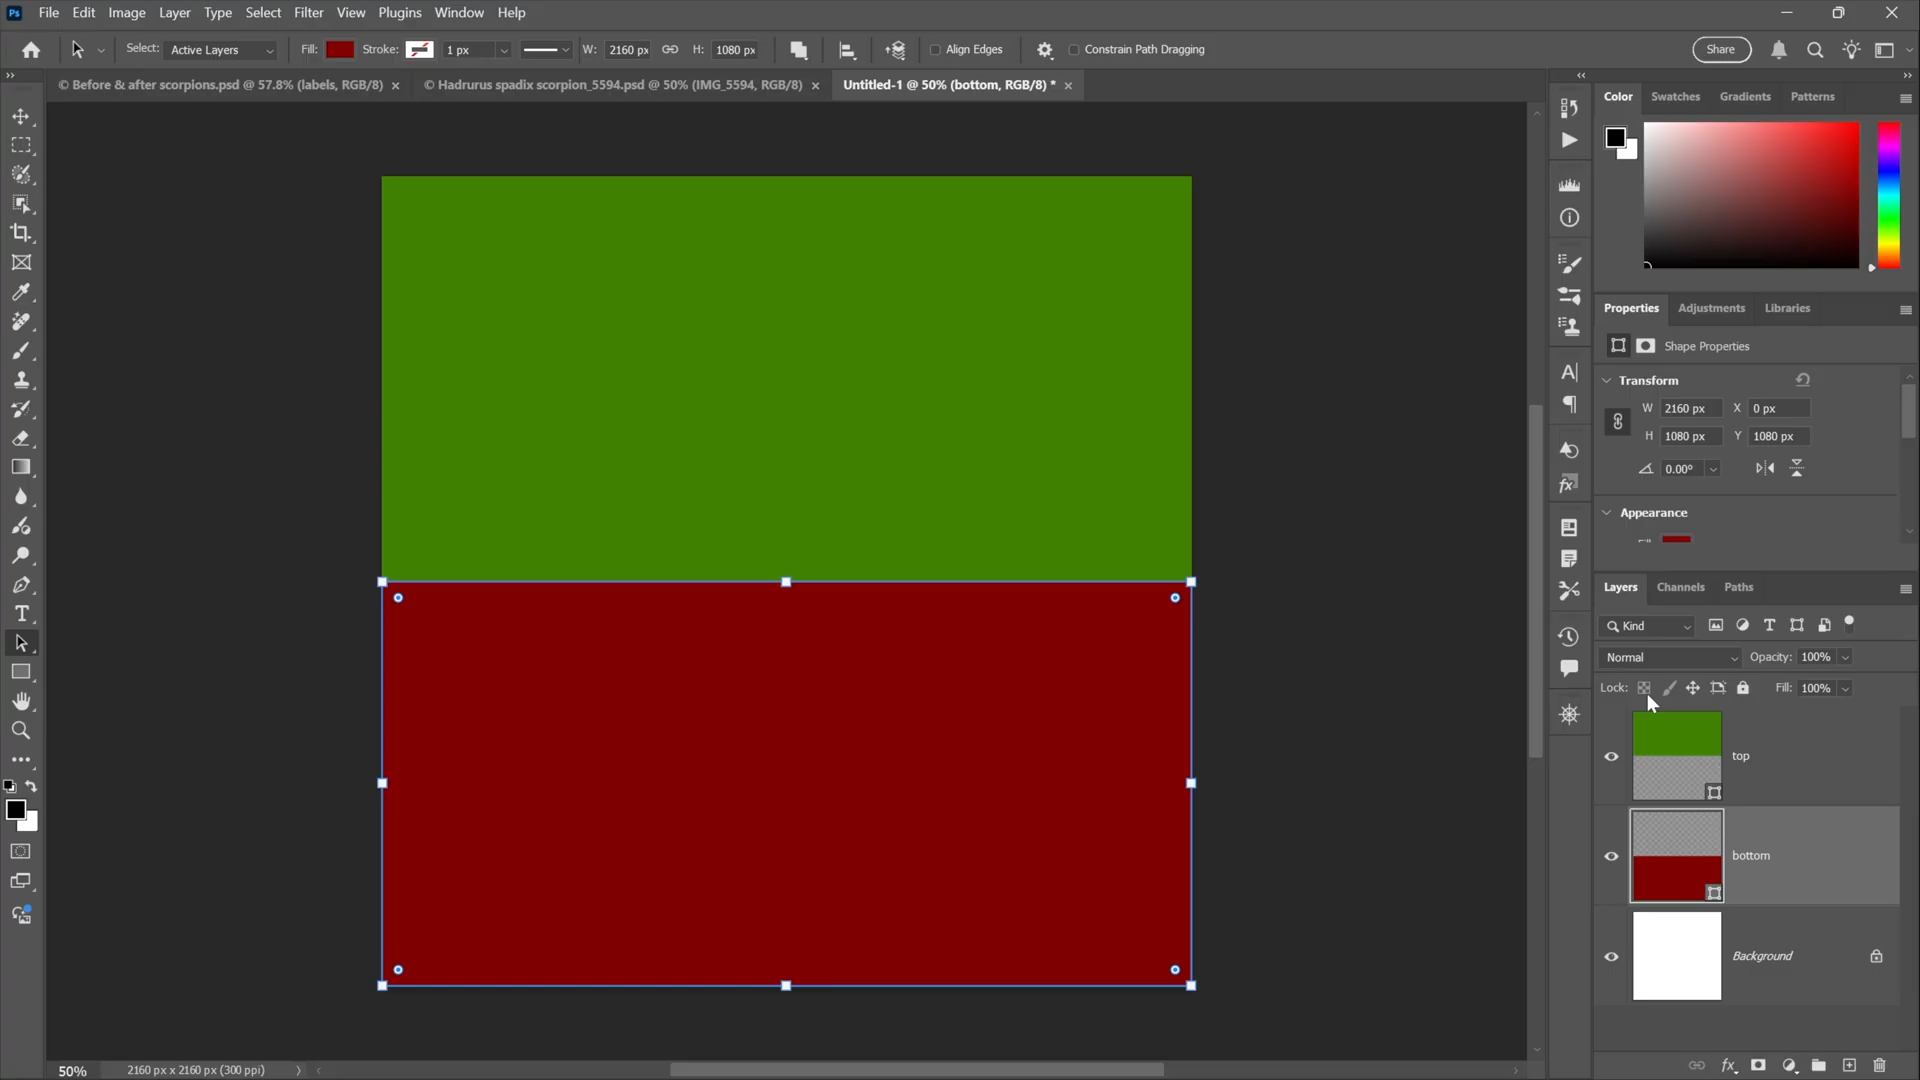 Ps File Edit Image Layer Type Select Filter View Plugins Window Help
Select: Active Layers Fill: Stroke: 1 px W: 2160 px H: 1080 px Align Edges Constrain Path Dragging Share
© Before & after scorpions.psd @ 57.8% (labels, RGB/8) × © Hadrurus spadix scorpion_5594.psd @ 50% (IMG_5594, RGB/8) × Untitled-1 @ 50% (bottom, RGB/8) * ×
Color Swatches Gradients Patterns
Properties Adjustments Libraries
Shape Properties
Transform
W 2160 px X 0 px
H 1080 px Y 1080 px
0.00°
Appearance
Layers Channels Paths
Kind
Normal Opacity: 100%
Lock: Fill: 100%
top
bottom
Background
50% 2160 px x 2160 px (300 ppi)